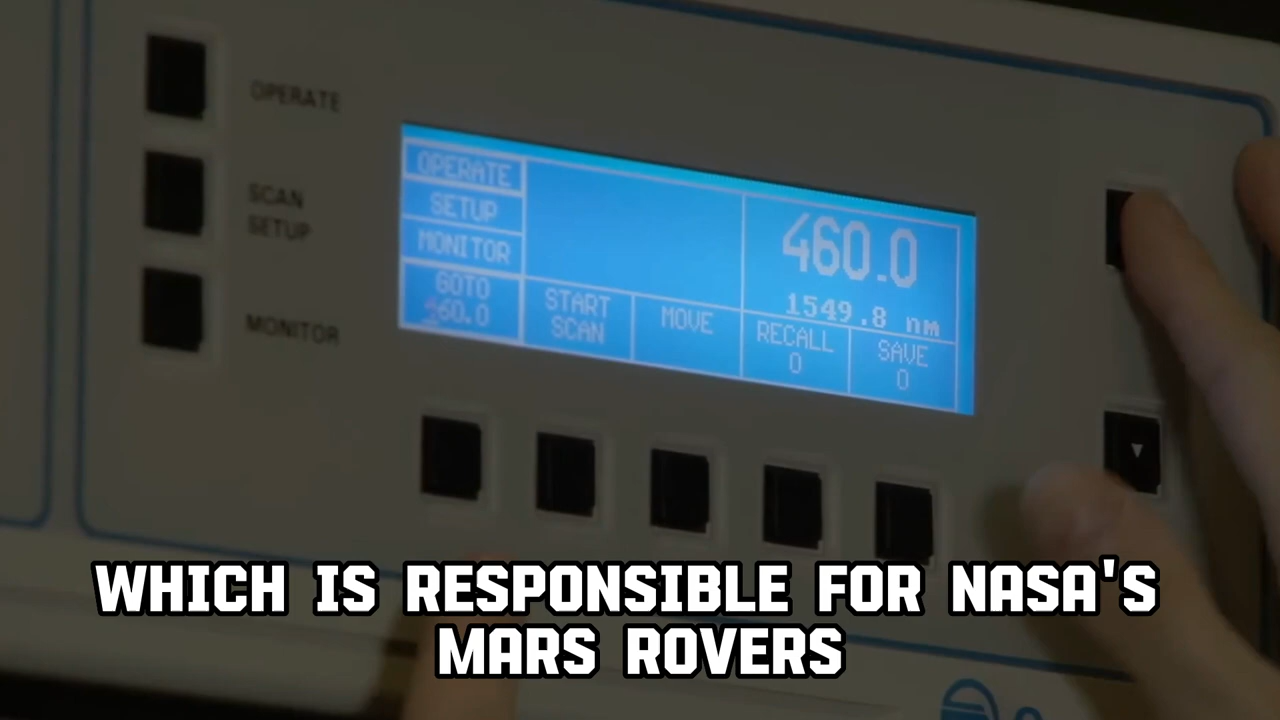 OPERATE
SCAN
SETUP
MONITOR
OPERATE
SETUP
MONITOR
GOTO
460.0
START
SCAN
MOVE
460.0
1549.8 nm
RECALL
0
SAVE
0
WHICH IS RESPONSIBLE FOR NASA'S
MARS ROVERS